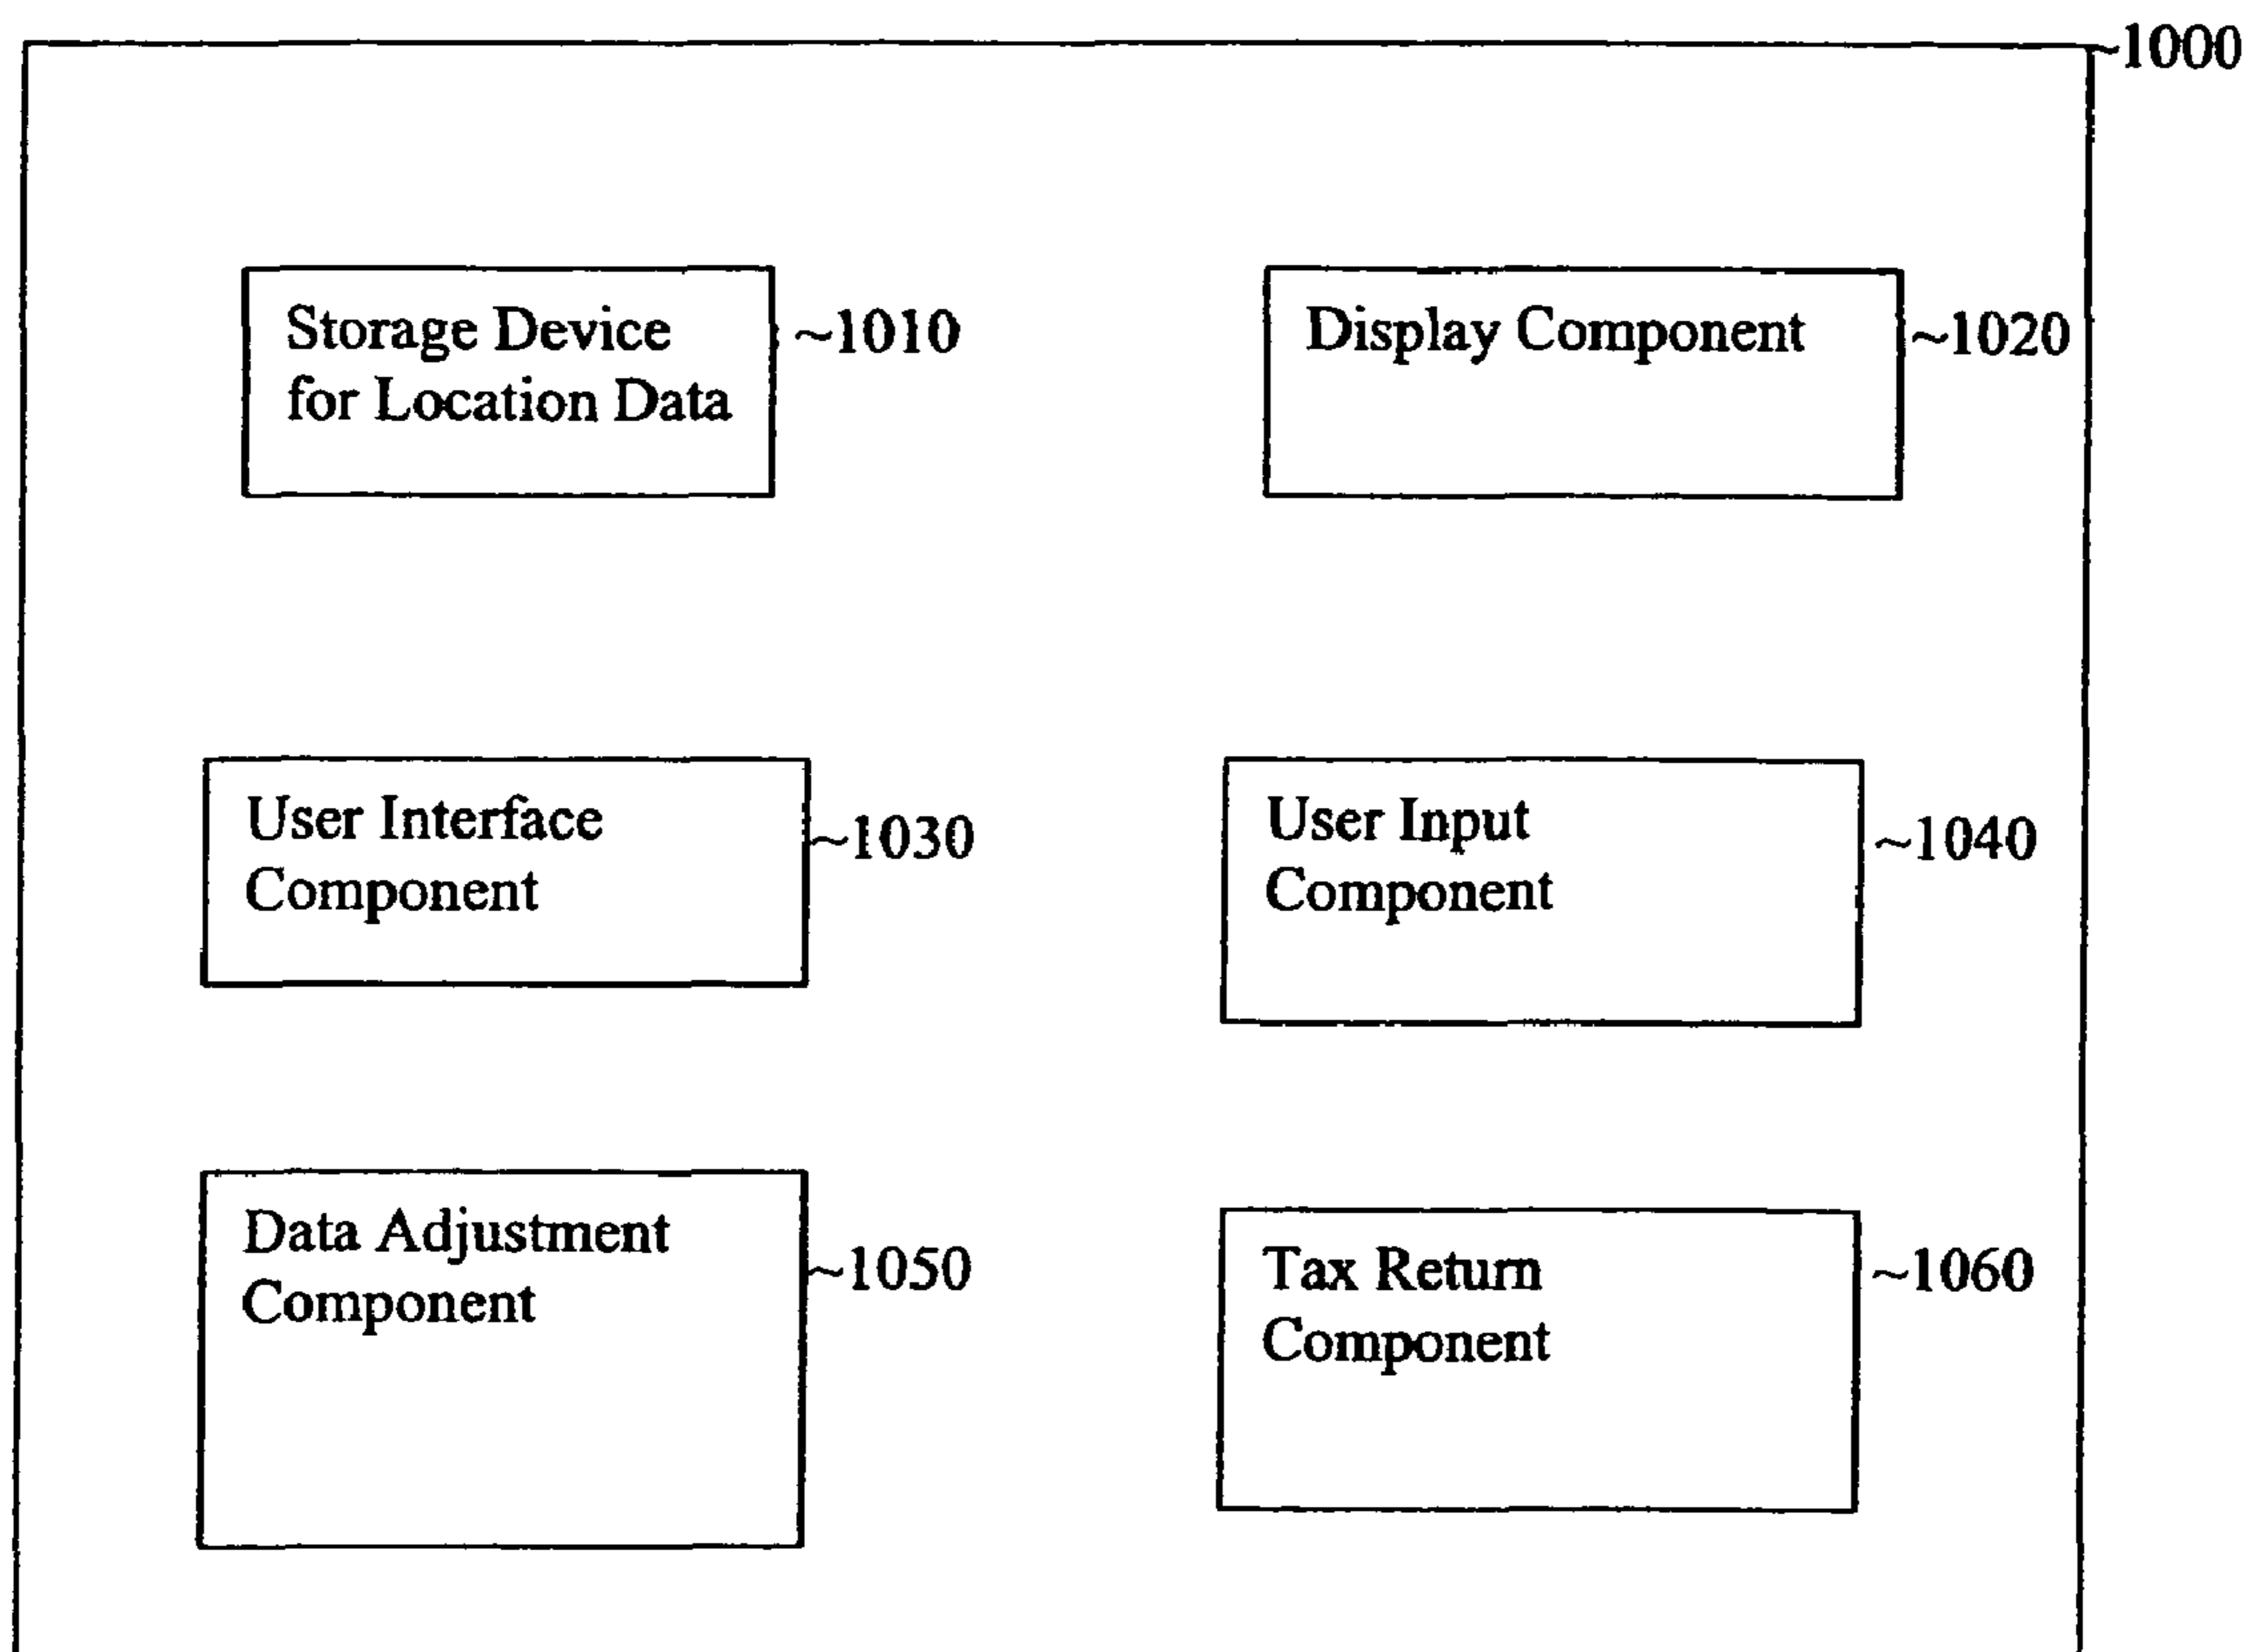 ~1000
Storage Device
for Location Data
~1010
Display Component
~1020
User Interface
Component
~1030
User Input
Component
~1040
Data Adjustment
Component
~1050
Tax Return
Component
~1060